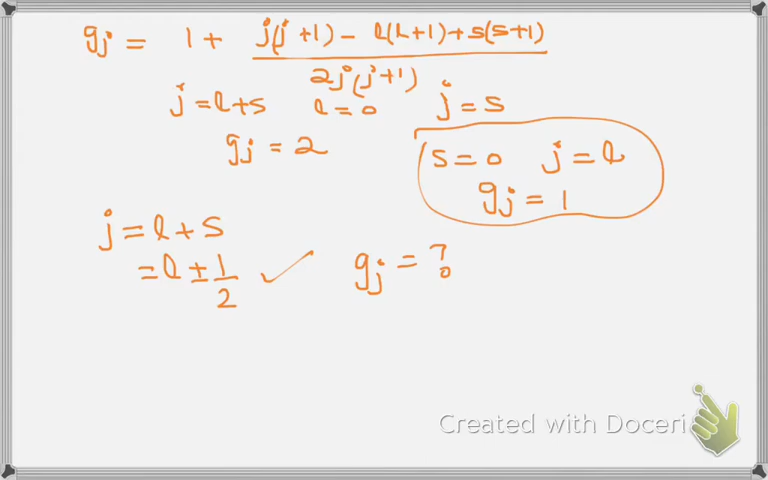 gj = 1 + j(j+1) - l(l+1) + s(s+1) / 2j(j+1)
j = l+s l = 0 j = s
gj = 2
s = 0 j = l
gj = 1
j = l + s
= l ± 1/2 ✓ gj = ?
Created with Doceri